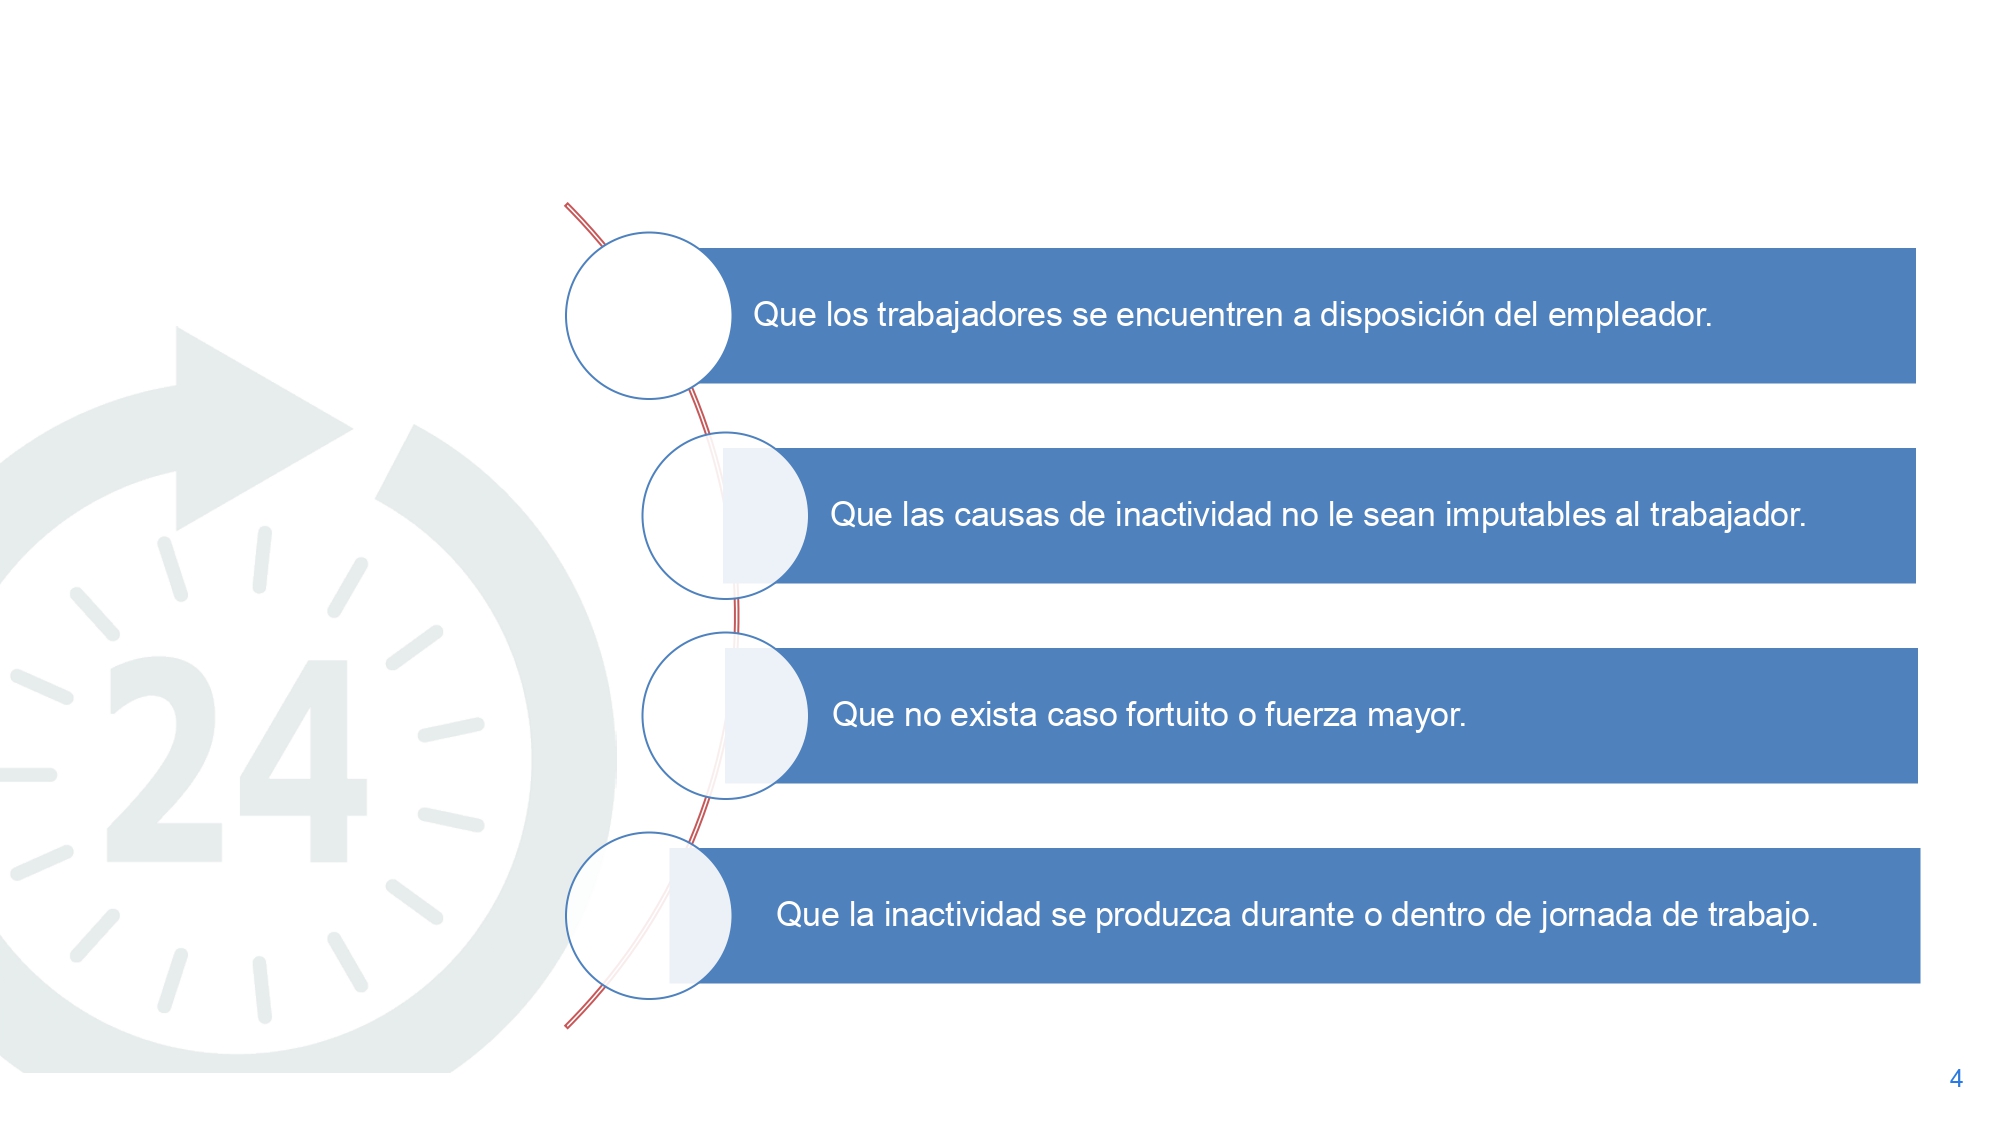 Que los trabajadores se encuentren a disposición del empleador.
Que las causas de inactividad no le sean imputables al trabajador.
Que no exista caso fortuito o fuerza mayor.
Que la inactividad se produzca durante o dentro de jornada de trabajo.
24
4